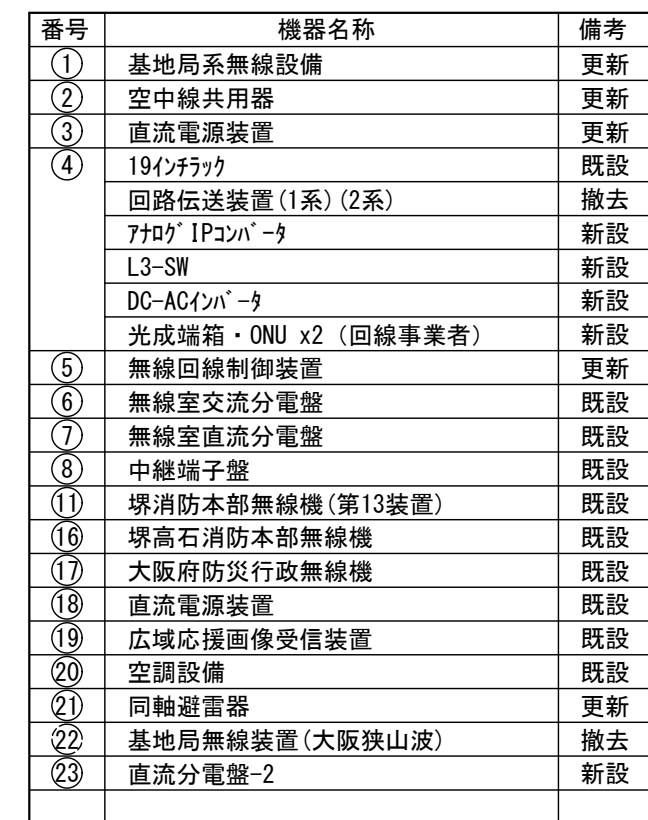 番号 機器名称 備考
① 基地局系無線設備 更新
② 空中線共用器 更新
③ 直流電源装置 更新
④ 19ｲﾝﾁﾗｯｸ 既設
回路伝送装置(1系)(2系) 撤去
ｱﾅﾛｸﾞIPｺﾝﾊﾞｰﾀ 新設
L3-SW 新設
DC-ACｲﾝﾊﾞｰﾀ 新設
光成端箱・ONU x2 (回線事業者) 新設
⑤ 無線回線制御装置 更新
⑥ 無線室交流分電盤 既設
⑦ 無線室直流分電盤 既設
⑧ 中継端子盤 既設
⑪ 堺消防本部無線機(第13装置) 既設
⑯ 堺高石消防本部無線機 既設
⑰ 大阪府防災行政無線機 既設
⑱ 直流電源装置 既設
⑲ 広域応援画像受信装置 既設
⑳ 空調設備 既設
㉑ 同軸避雷器 更新
㉒ 基地局無線装置(大阪狭山波) 撤去
㉓ 直流分電盤-2 新設